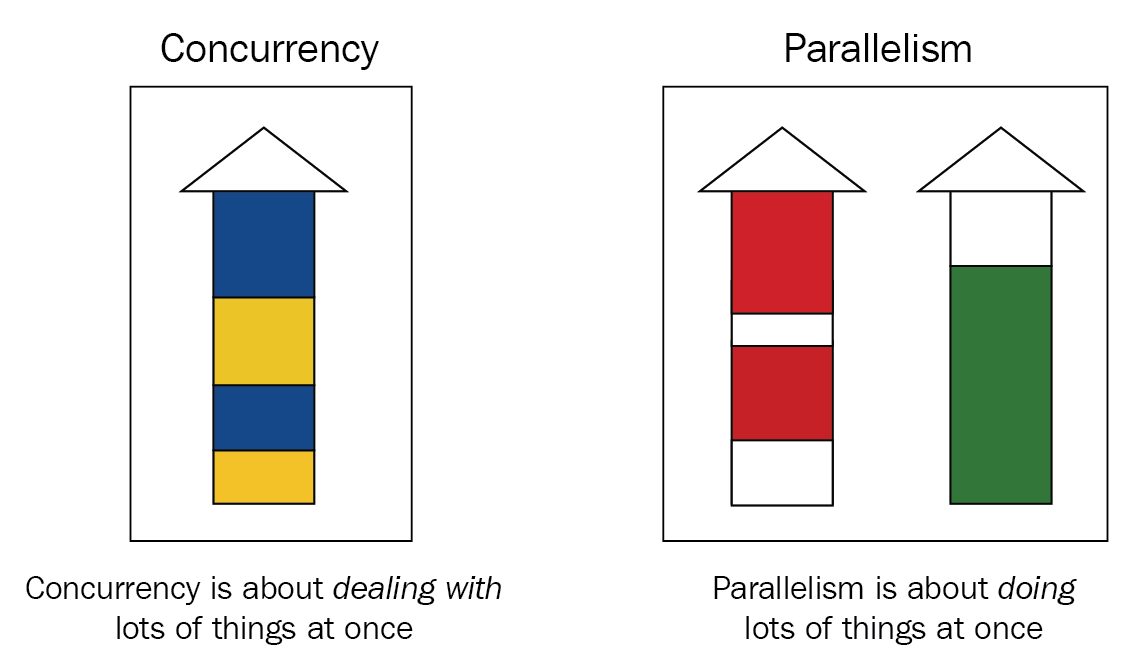 Concurrency
Parallelism
Concurrency is about dealing with
lots of things at once
Parallelism is about doing
lots of things at once